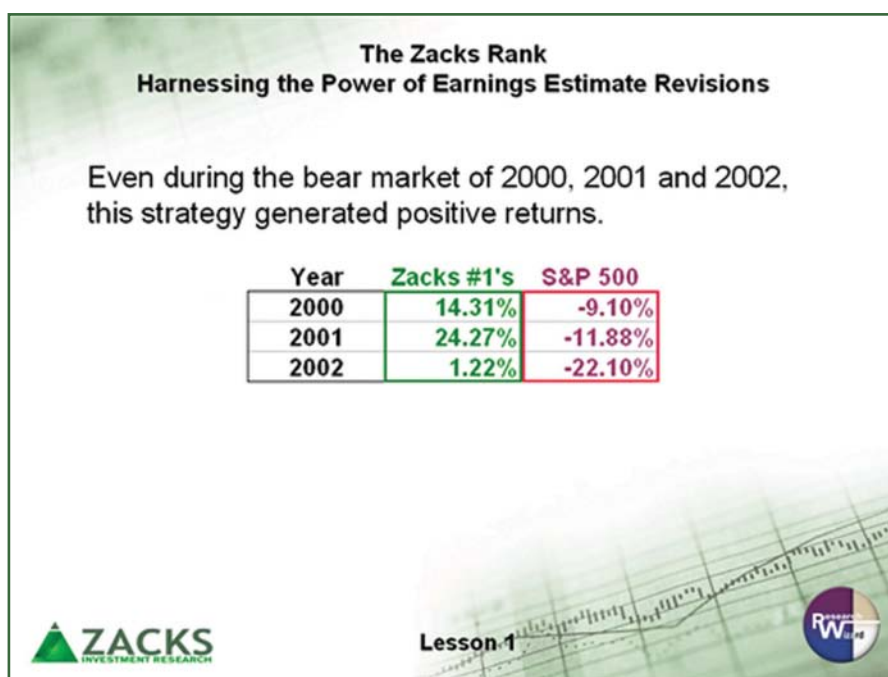 The Zacks Rank
Harnessing the Power of Earnings Estimate Revisions
Even during the bear market of 2000, 2001 and 2002,
this strategy generated positive returns.
Year Zacks #1's S&P 500
2000 14.31% -9.10%
2001 24.27% -11.88%
2002 1.22% -22.10%
ZACKS
INVESTMENT RESEARCH
Lesson 1
Research
Wizard